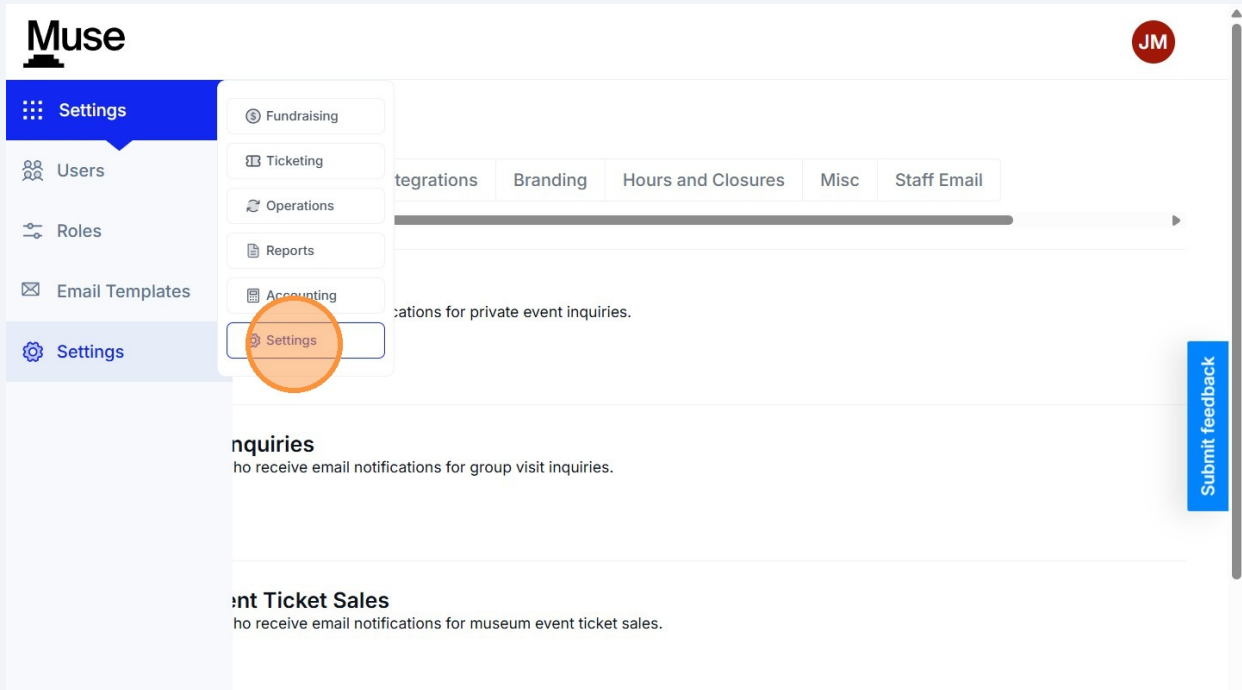 Muse
JM
Settings
Users
Roles
Email Templates
Settings
Fundraising
Ticketing
Operations
Reports
Accounting
Settings
tegrations Branding Hours and Closures Misc Staff Email
cations for private event inquiries.
nquiries
ho receive email notifications for group visit inquiries.
ent Ticket Sales
ho receive email notifications for museum event ticket sales.
Submit feedback